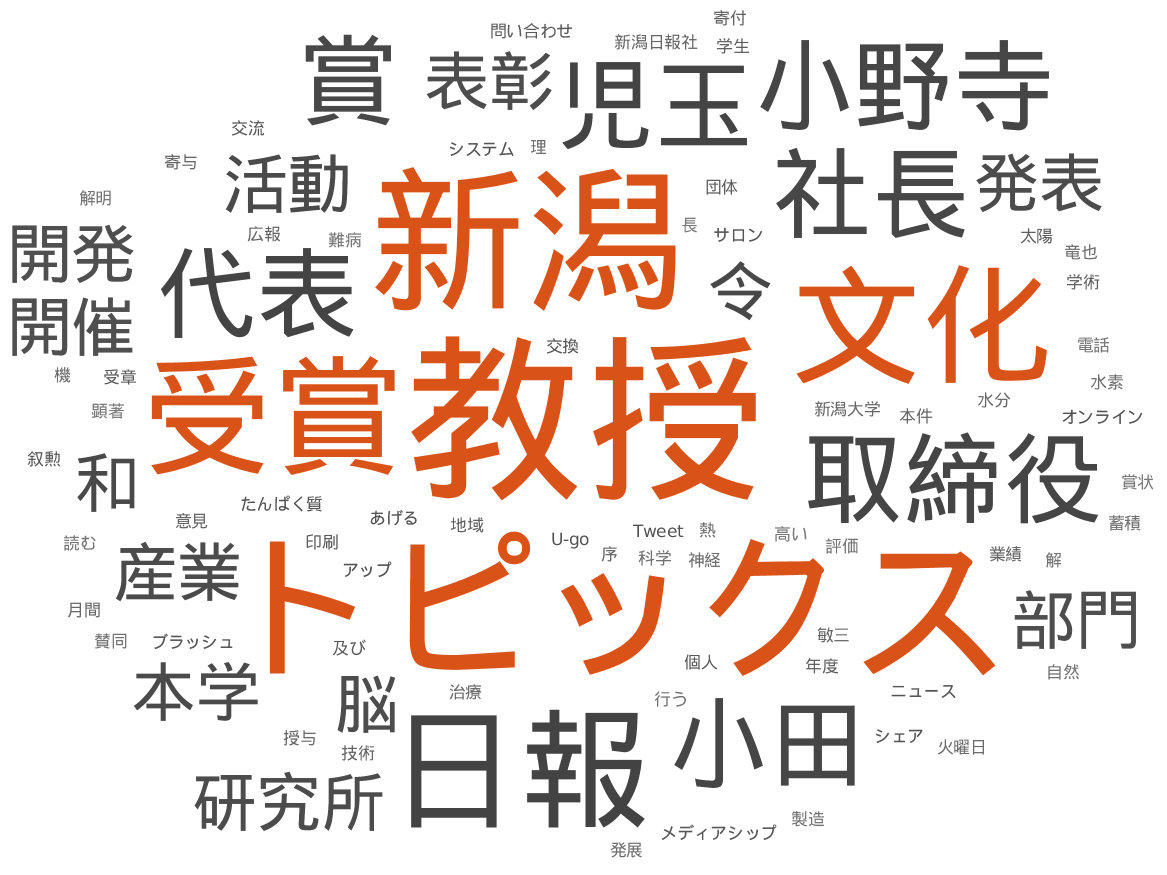 寄付
問い合わせ
新潟日報社
学生
賞
表彰
児玉
小野寺
交流
システム
理
寄与
活動
新潟
団体
社長
発表
解明
開発
広報
難病
長
サロン
太陽
竜也
代表
令
文化
学術
開催
受賞
教授
交換
電話
機
受章
水素
顕著
新潟大学
本件
水分
オンライン
叙勲
和
取締役
賞状
たんぱく質
意見
あげる
地域
U-go
Tweet
熱
高い
蓄積
読む
産業
印刷
アップ
トピックス
序
科学
神経
評価
業績
解
月間
賛同
ブラッシュ
及び
敏三
部門
本学
脳
治療
個人
年度
自然
行う
ニュース
授与
技術
日報
小田
シェア
火曜日
研究所
メディアシップ
製造
発展